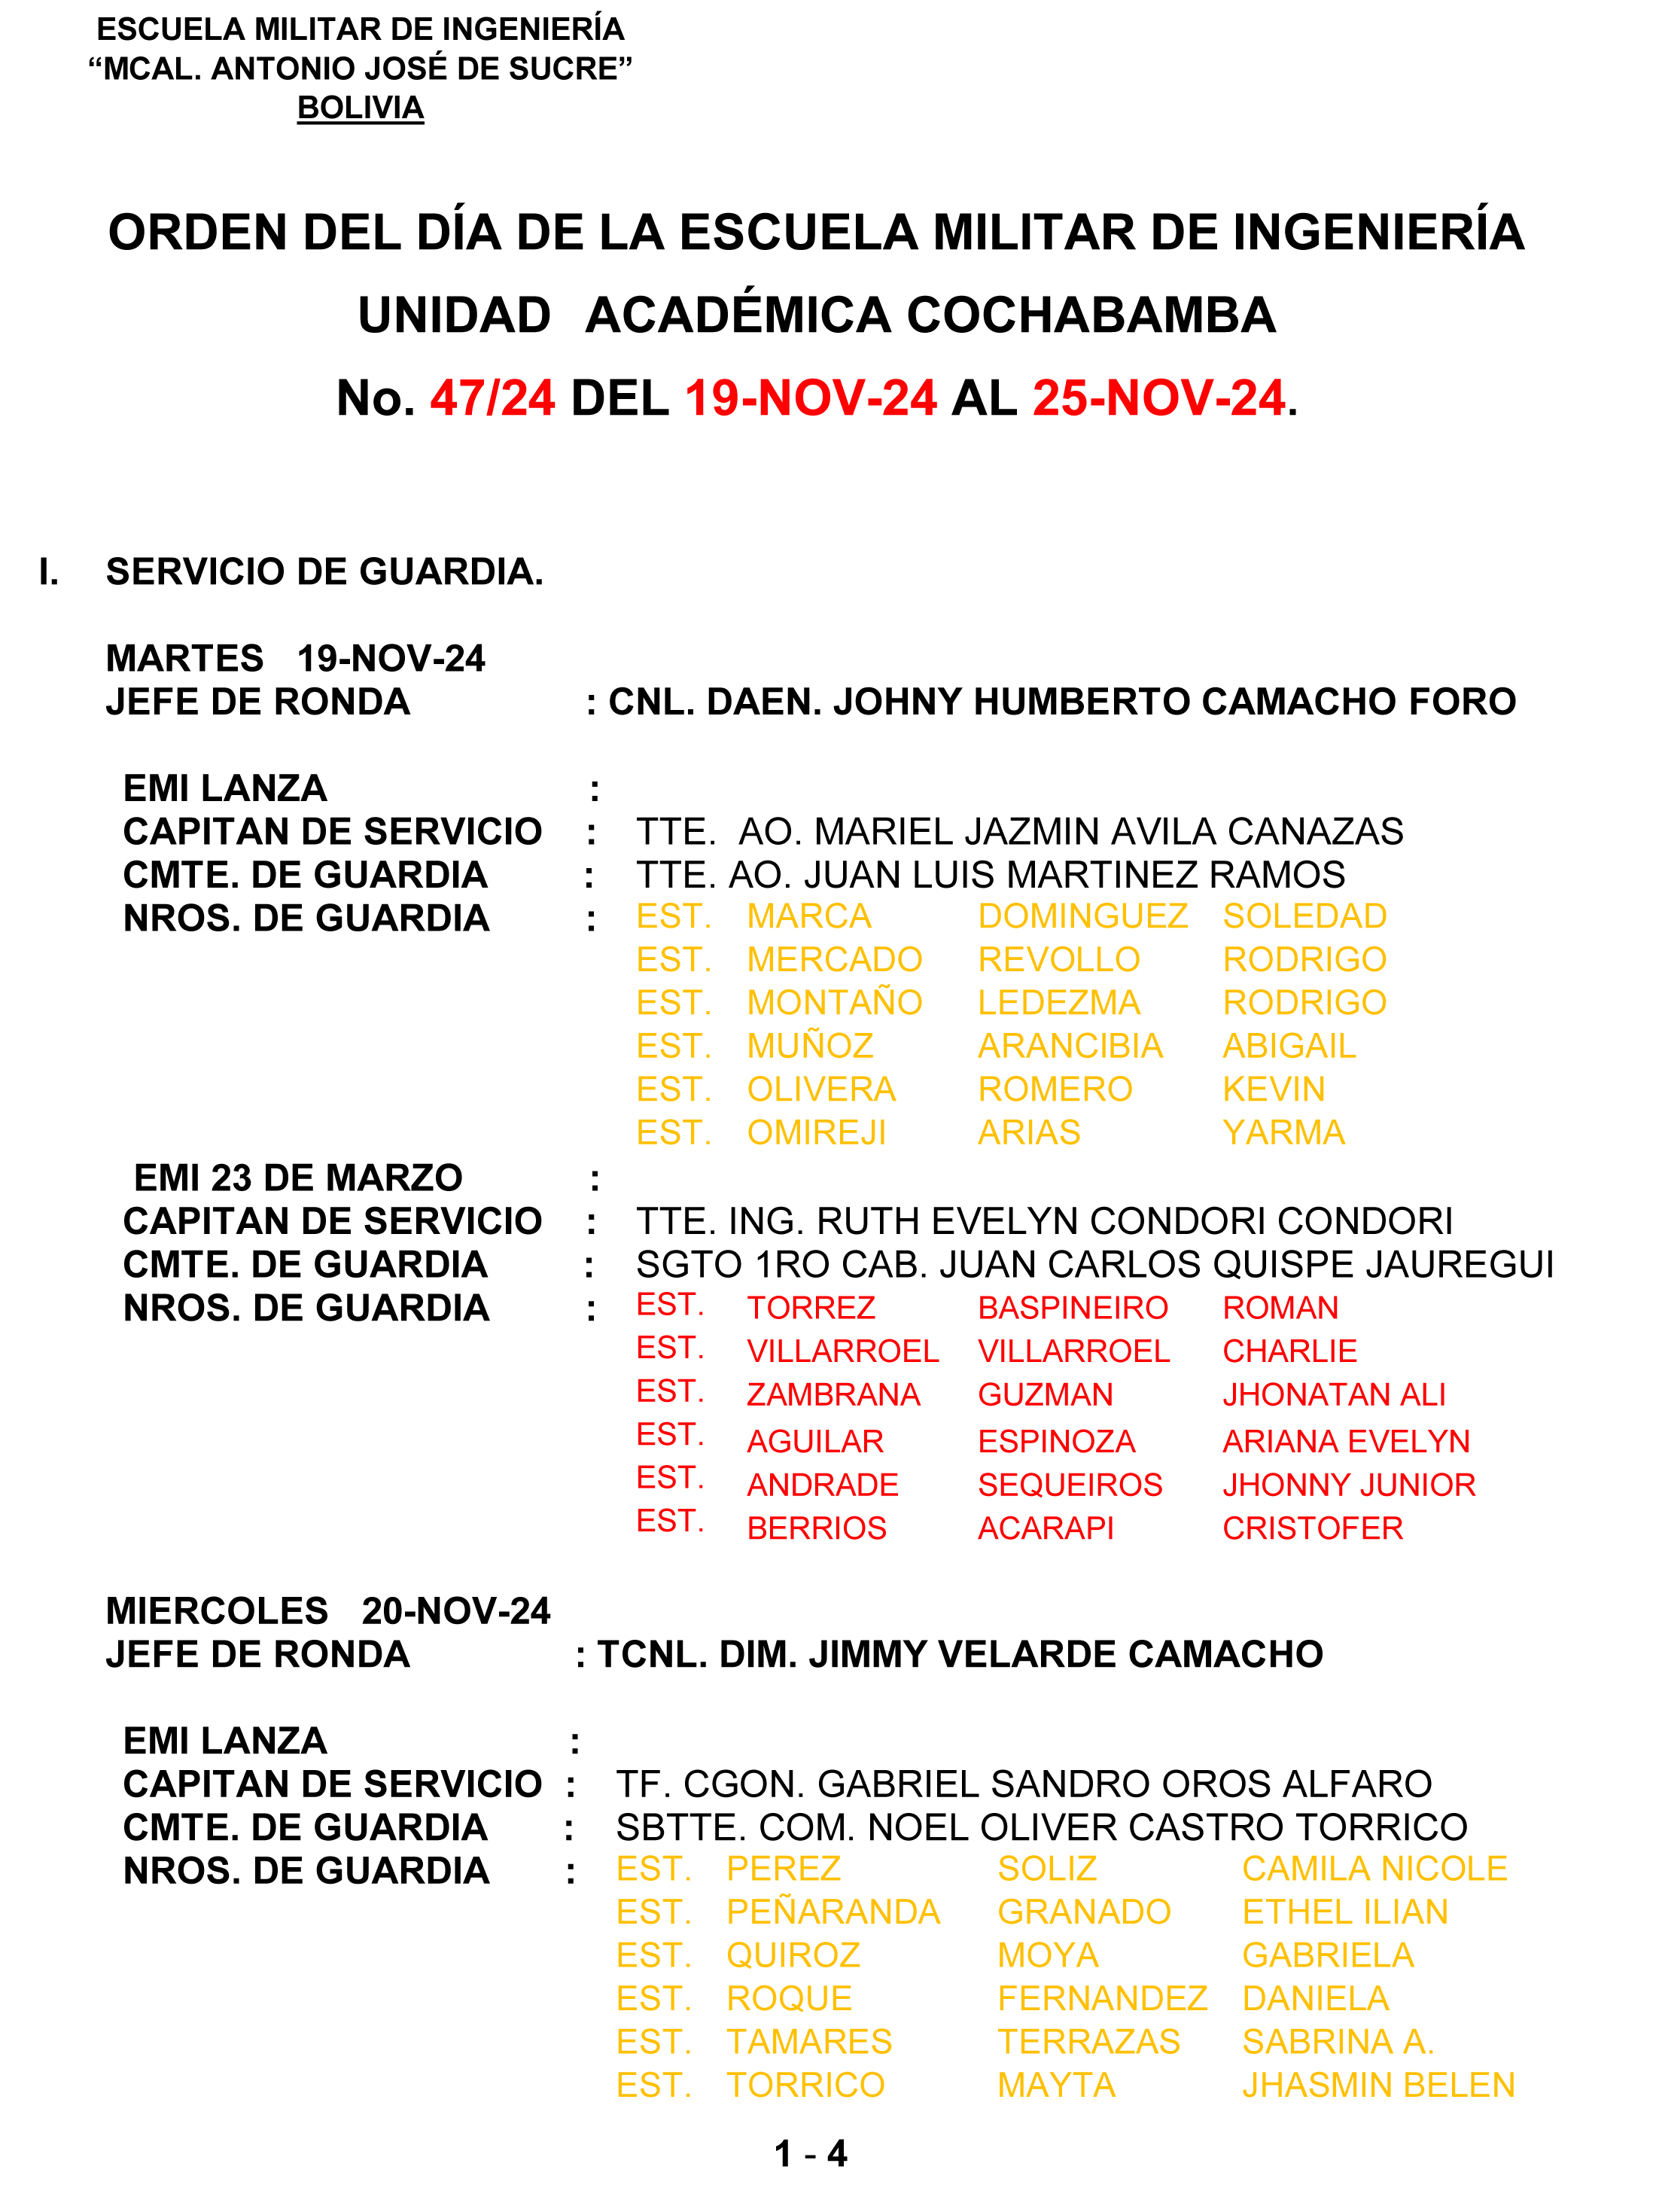 ESCUELA MILITAR DE INGENIERÍA
“MCAL. ANTONIO JOSÉ DE SUCRE”
BOLIVIA
ORDEN DEL DÍA DE LA ESCUELA MILITAR DE INGENIERÍA
UNIDAD ACADÉMICA COCHABAMBA
No. 47/24 DEL 19-NOV-24 AL 25-NOV-24.
I. SERVICIO DE GUARDIA.
MARTES 19-NOV-24
JEFE DE RONDA : CNL. DAEN. JOHNY HUMBERTO CAMACHO FORO
EMI LANZA :
CAPITAN DE SERVICIO : TTE. AO. MARIEL JAZMIN AVILA CANAZAS
CMTE. DE GUARDIA : TTE. AO. JUAN LUIS MARTINEZ RAMOS
NROS. DE GUARDIA : EST. MARCA DOMINGUEZ SOLEDAD
EST. MERCADO REVOLLO RODRIGO
EST. MONTAÑO LEDEZMA RODRIGO
EST. MUÑOZ ARANCIBIA ABIGAIL
EST. OLIVERA ROMERO KEVIN
EST. OMIREJI ARIAS YARMA
EMI 23 DE MARZO :
CAPITAN DE SERVICIO : TTE. ING. RUTH EVELYN CONDORI CONDORI
CMTE. DE GUARDIA : SGTO 1RO CAB. JUAN CARLOS QUISPE JAUREGUI
NROS. DE GUARDIA : EST. TORREZ BASPINEIRO ROMAN
EST. VILLARROEL VILLARROEL CHARLIE
EST. ZAMBRANA GUZMAN JHONATAN ALI
EST. AGUILAR ESPINOZA ARIANA EVELYN
EST. ANDRADE SEQUEIROS JHONNY JUNIOR
EST. BERRIOS ACARAPI CRISTOFER
MIERCOLES 20-NOV-24
JEFE DE RONDA : TCNL. DIM. JIMMY VELARDE CAMACHO
EMI LANZA :
CAPITAN DE SERVICIO : TF. CGON. GABRIEL SANDRO OROS ALFARO
CMTE. DE GUARDIA : SBTTE. COM. NOEL OLIVER CASTRO TORRICO
NROS. DE GUARDIA : EST. PEREZ SOLIZ CAMILA NICOLE
EST. PEÑARANDA GRANADO ETHEL ILIAN
EST. QUIROZ MOYA GABRIELA
EST. ROQUE FERNANDEZ DANIELA
EST. TAMARES TERRAZAS SABRINA A.
EST. TORRICO MAYTA JHASMIN BELEN
1 - 4